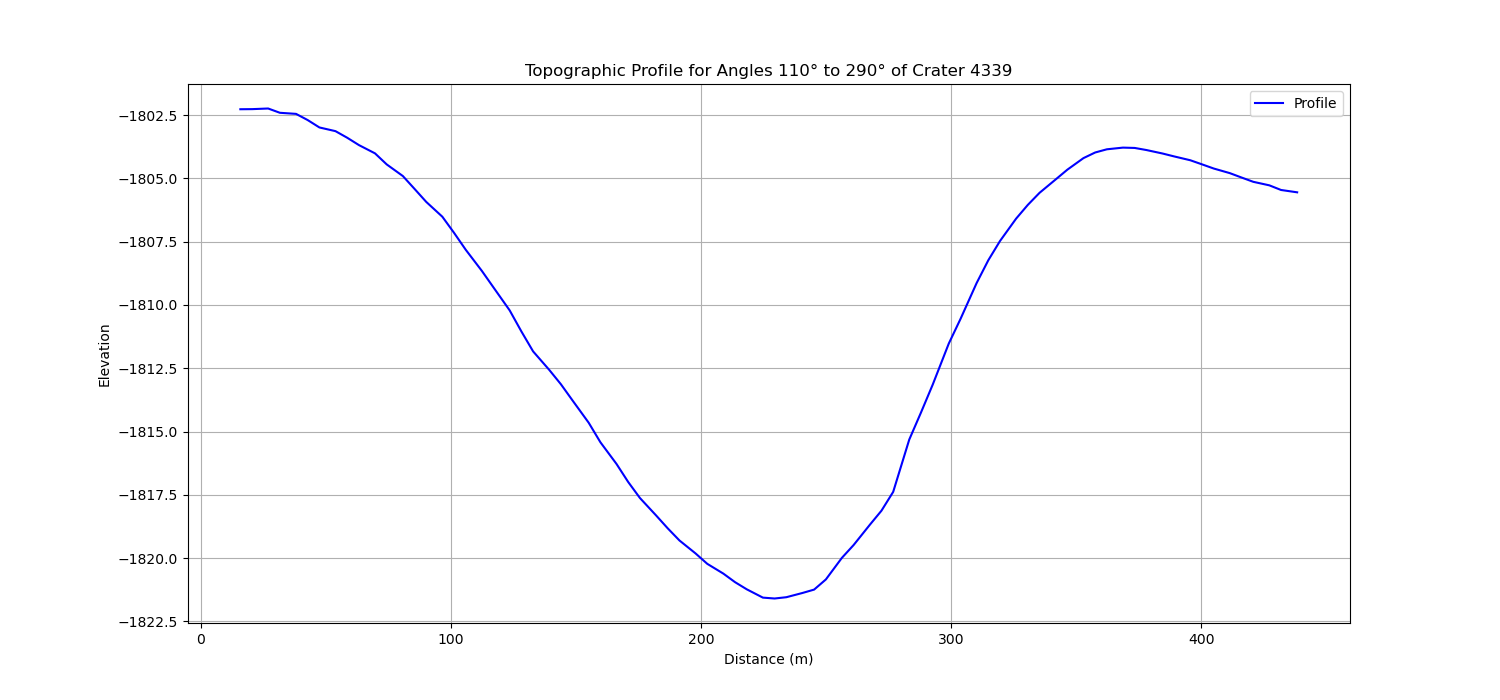 Topographic Profile for Angles 110° to 290° of Crater 4339
Profile
Elevation
−1802.5
−1805.0
−1807.5
−1810.0
−1812.5
−1815.0
−1817.5
−1820.0
−1822.5
0 100 200 300 400
Distance (m)